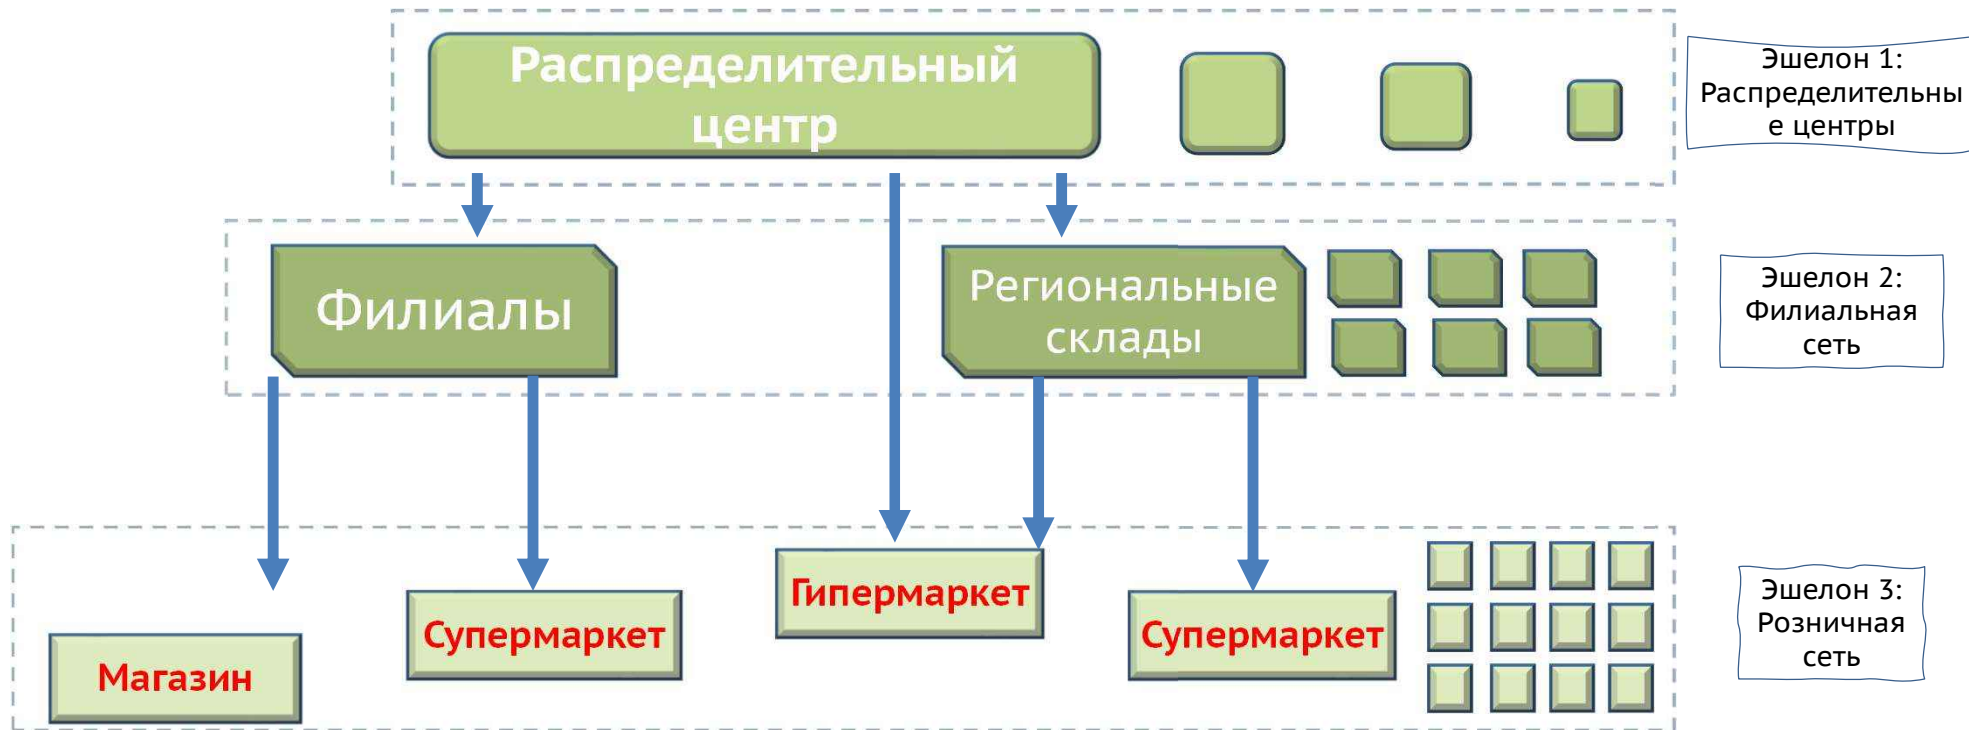 Распределительный
центр
Эшелон 1:
Распределительны
е центры
Филиалы
Региональные
склады
Эшелон 2:
Филиальная
сеть
Магазин
Супермаркет
Гипермаркет
Супермаркет
Эшелон 3:
Розничная
сеть